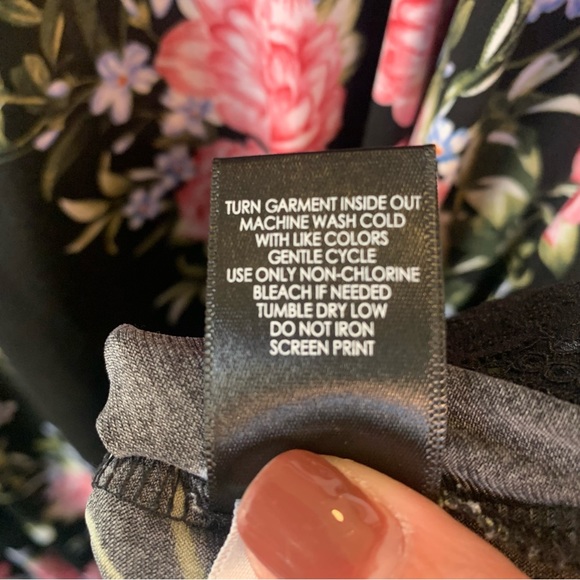 TURN GARMENT INSIDE OUT
MACHINE WASH COLD
WITH LIKE COLORS
GENTLE CYCLE
USE ONLY NON-CHLORINE
BLEACH IF NEEDED
TUMBLE DRY LOW
DO NOT IRON
SCREEN PRINT